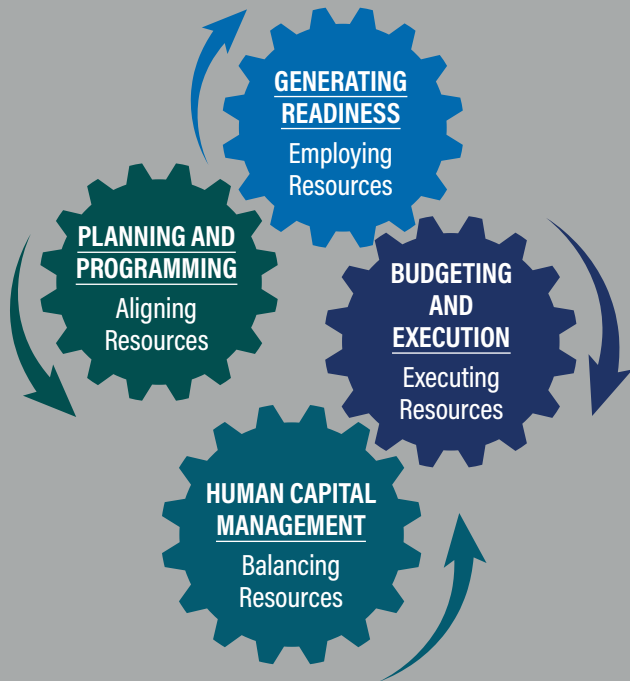 GENERATING
READINESS
Employing
Resources
PLANNING AND
PROGRAMMING
Aligning
Resources
BUDGETING
AND
EXECUTION
Executing
Resources
HUMAN CAPITAL
MANAGEMENT
Balancing
Resources